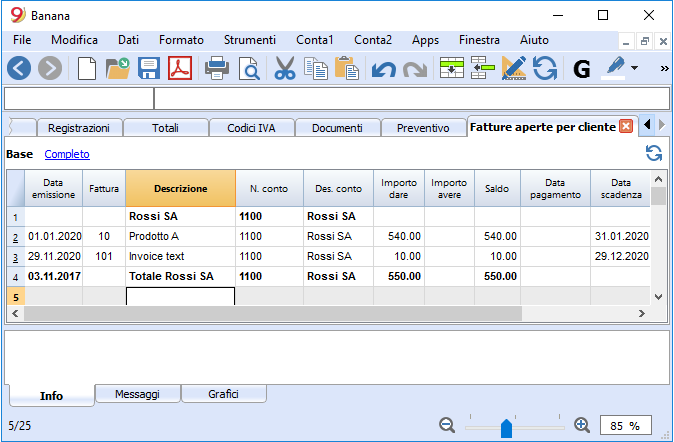 9 Banana
File Modifica Dati Formato Strumenti Conta1 Conta2 Apps Finestra Aiuto
G »
Registrazioni Totali Codici IVA Documenti Preventivo Fatture aperte per cliente
Base Completo
Data emissione Fattura Descrizione N. conto Des. conto Importo dare Importo avere Saldo Data pagamento Data scadenza
1 Rossi SA 1100 Rossi SA
2 01.01.2020 10 Prodotto A 1100 Rossi SA 540.00 540.00 31.01.2020
3 29.11.2020 101 Invoice text 1100 Rossi SA 10.00 10.00 29.12.2020
4 03.11.2017 Totale Rossi SA 1100 Rossi SA 550.00 550.00
5
Info Messaggi Grafici
5/25 85 %